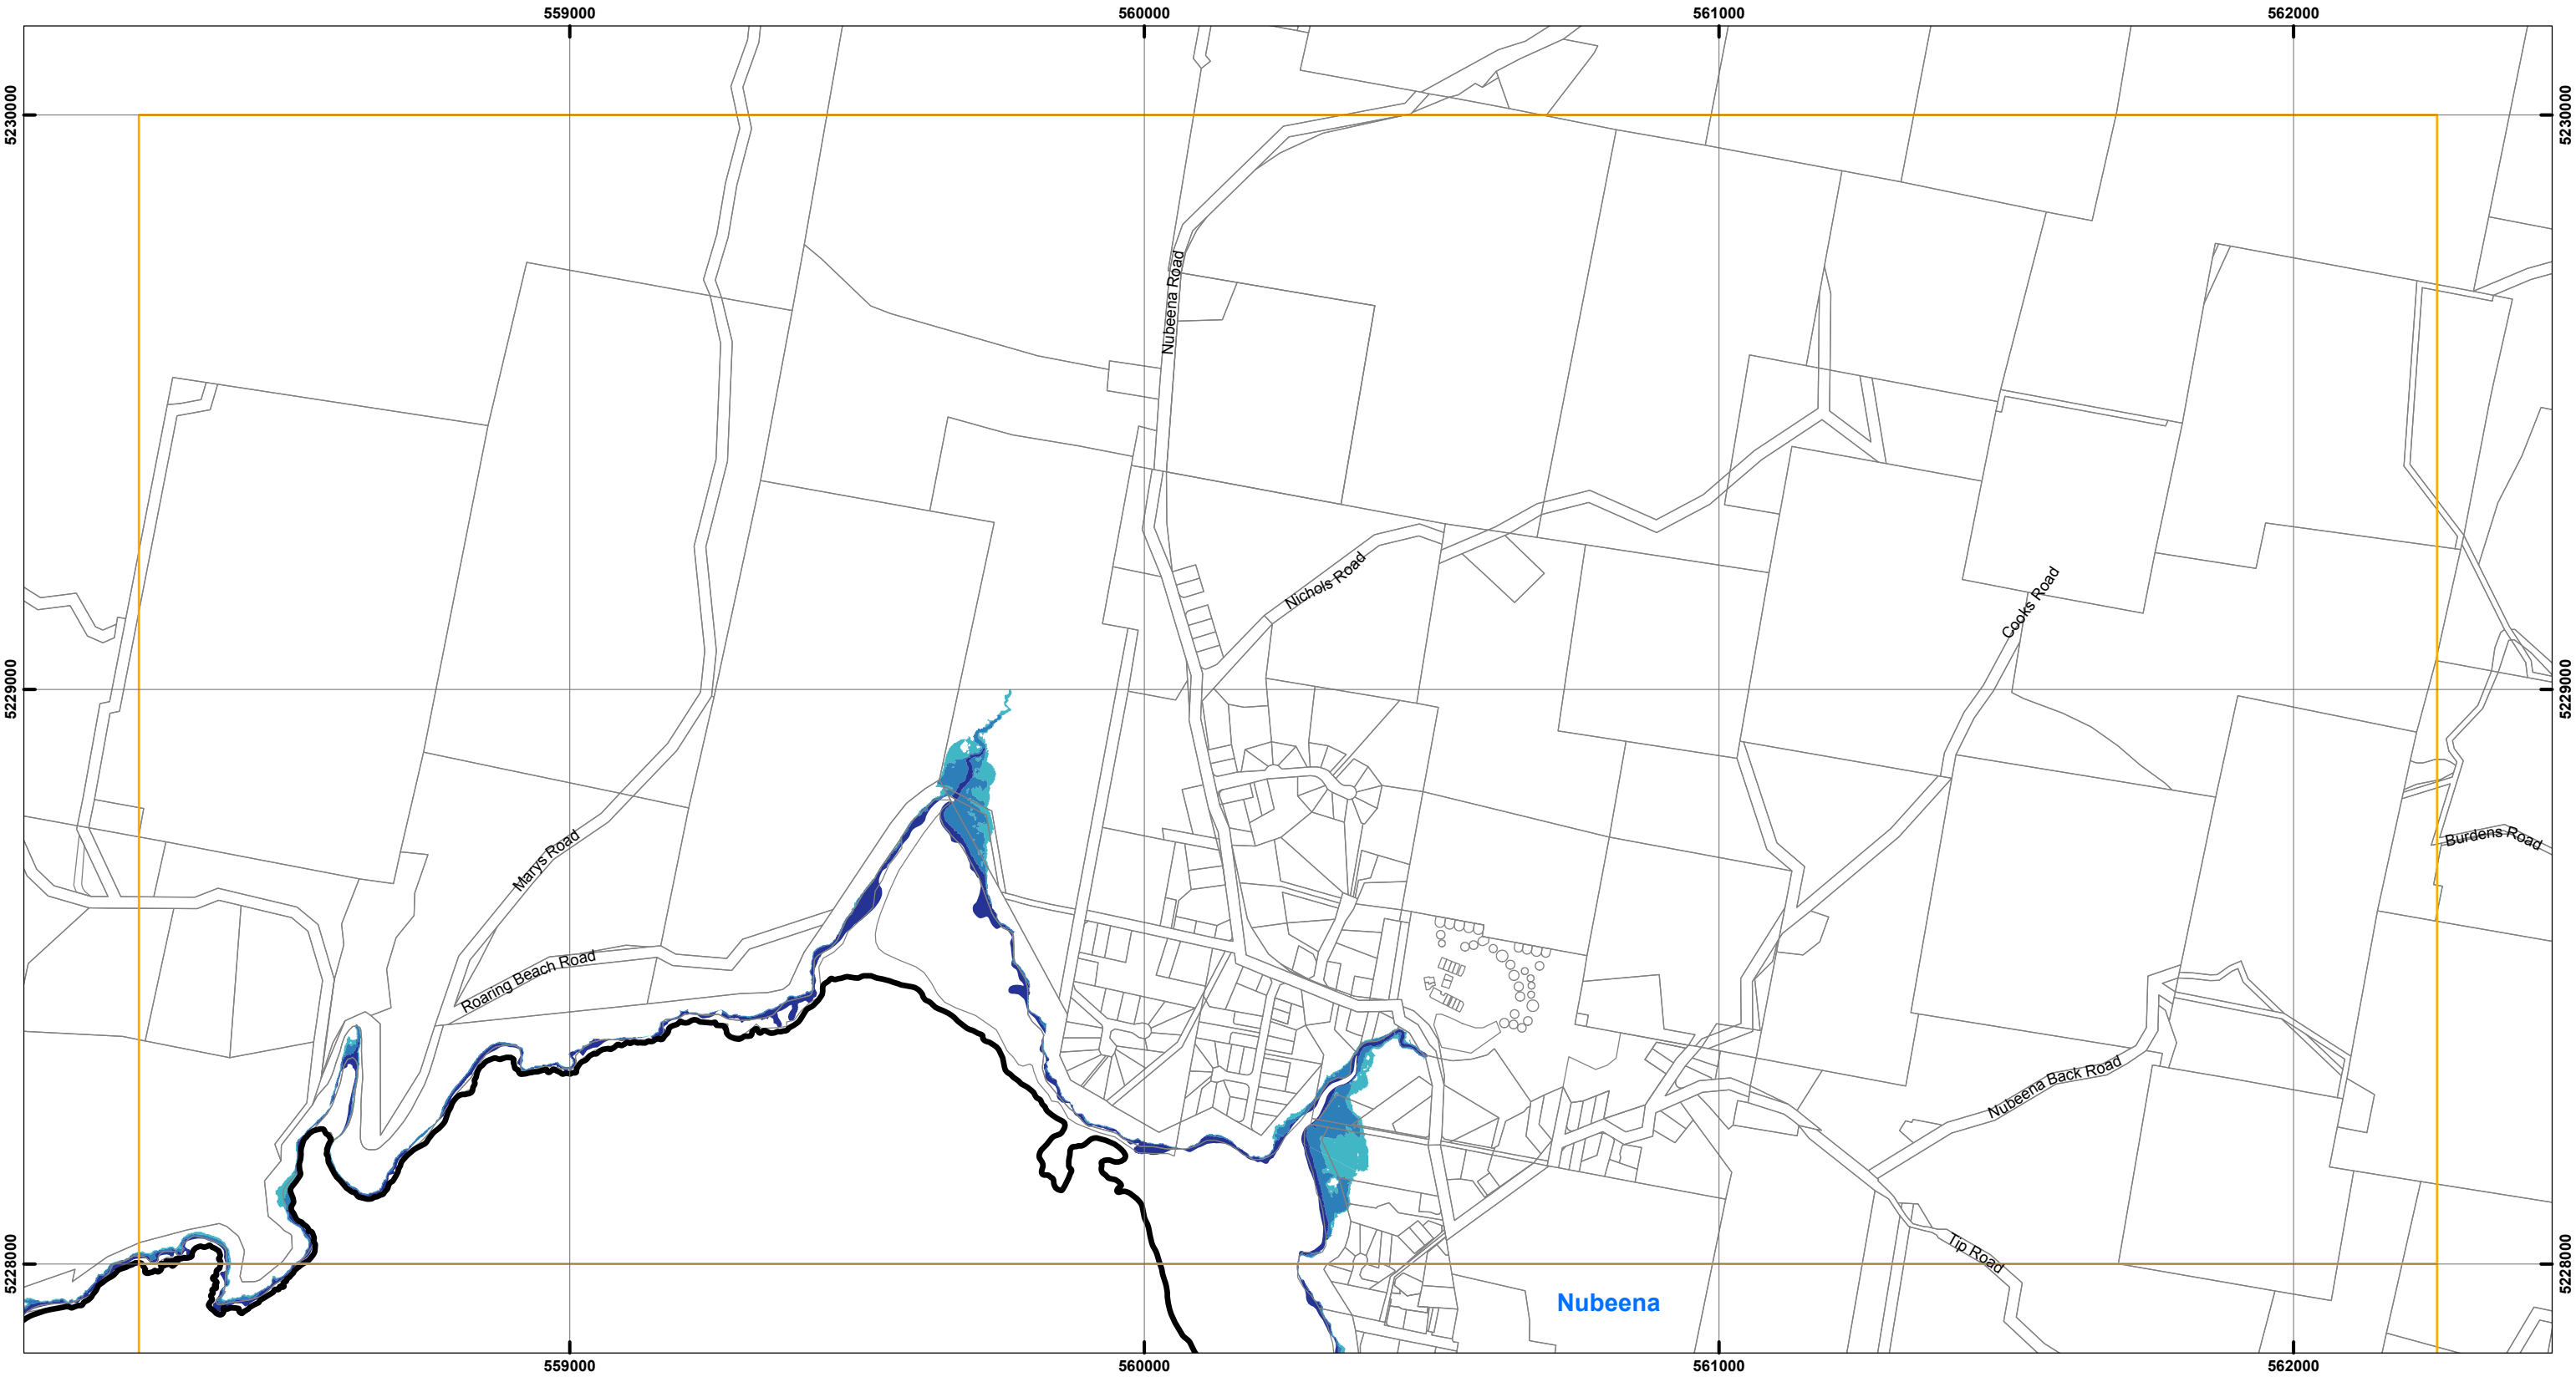 559000
560000
561000
562000
5230000
5230000
Nubeena Road
Nichols Road
Cooks Road
5229000
5229000
Marys Road
Burdens Road
Roaring Beach Road
Nubeena Back Road
Tip Road
5228000
5228000
Nubeena
559000
560000
561000
562000